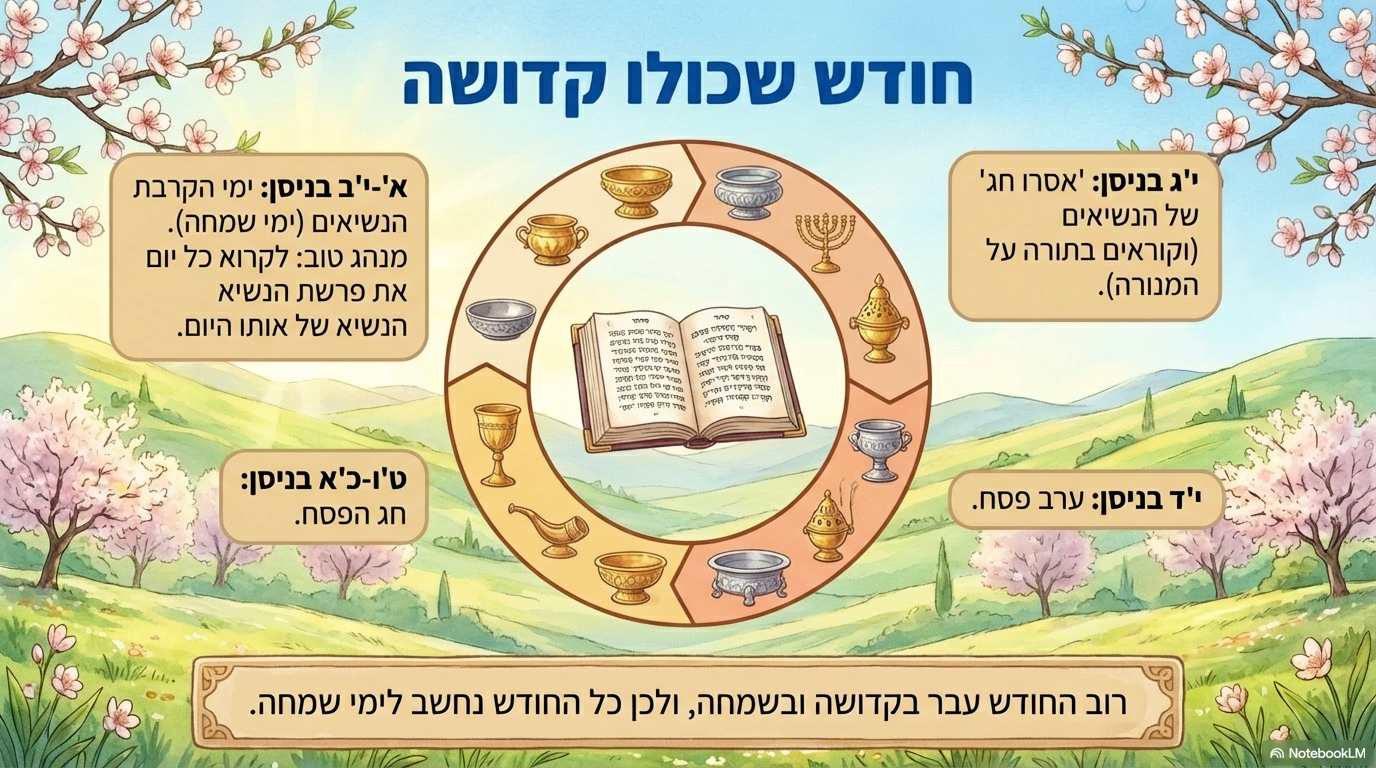 חודש שכולו קדושה
א'-י'ב בניסן: ימי הקרבת
הנשיאים (ימי שמחה).
מנהג טוב: לקרוא כל יום
את פרשת הנשיא
הנשיא של אותו היום.
י'ג בניסן: 'אסרו חג'
של הנשיאים
(וקוראים בתורה על
המנורה).
י'ד בניסן: ערב פסח.
ט'ו-כ'א בניסן:
חג הפסח.
רוב החודש עבר בקדושה ובשמחה, ולכן כל החודש נחשב לימי שמחה.
NotebookLM